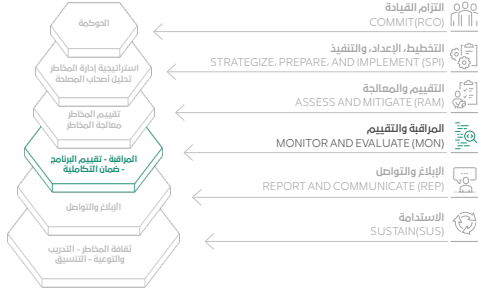 الحوكمة
التزام القيادة
COMMIT(RCO)
استراتيجية إدارة المخاطر
تحليل أصحاب المصلحة
التخطيط، الإعداد، والتنفيذ
STRATEGIZE, PREPARE, AND IMPLEMENT (SPI)
تقييم المخاطر
معالجة المخاطر
التقييم والمعالجة
ASSESS AND MITIGATE (RAM)
المراقبة - تقييم البرنامج
- ضمان التكاملية
المراقبة والتقييم
MONITOR AND EVALUATE (MON)
الإبلاغ والتواصل
الإبلاغ والتواصل
REPORT AND COMMUNICATE (REP)
ثقافة المخاطر - التدريب
والتوعية - التنسيق
الاستدامة
SUSTAIN(SUS)